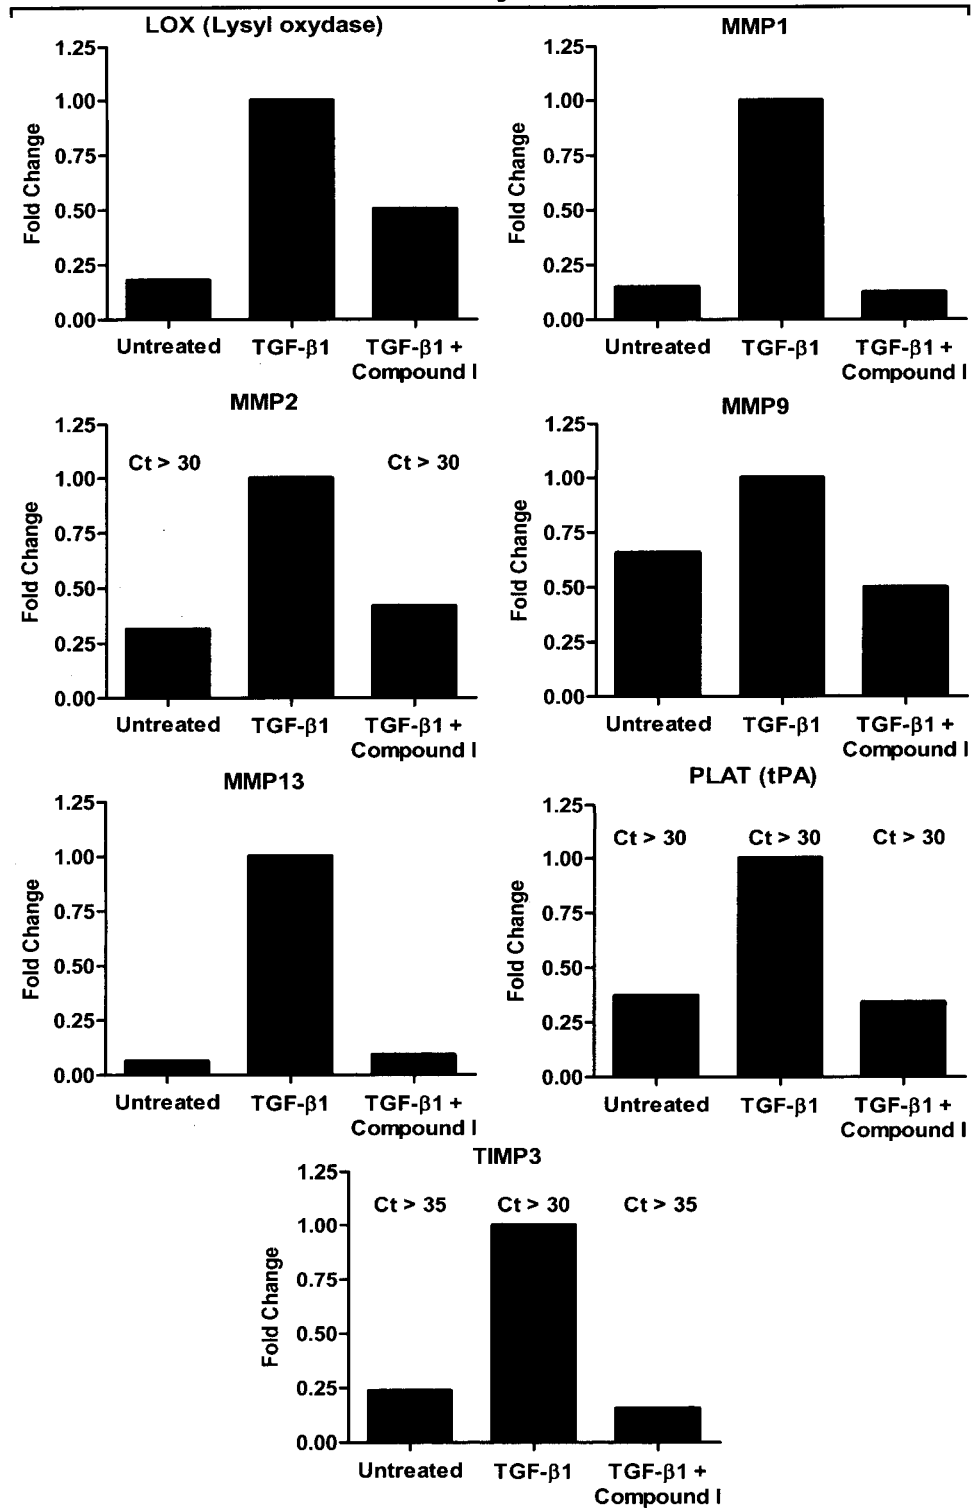 LOX (Lysyl oxydase)
1.25
1.00
0.75
0.50
0.25
0.00
Fold Change
Untreated
TGF-β1
TGF-β1 +
Compound I
MMP1
1.25
1.00
0.75
0.50
0.25
0.00
Fold Change
Untreated
TGF-β1
TGF-β1 +
Compound I
MMP2
1.25
1.00
0.75
0.50
0.25
0.00
Fold Change
Ct > 30
Ct > 30
Untreated
TGF-β1
TGF-β1 +
Compound I
MMP9
1.25
1.00
0.75
0.50
0.25
0.00
Fold Change
Untreated
TGF-β1
TGF-β1 +
Compound I
MMP13
1.25
1.00
0.75
0.50
0.25
0.00
Fold Change
Untreated
TGF-β1
TGF-β1 +
Compound I
PLAT (tPA)
1.25
1.00
0.75
0.50
0.25
0.00
Fold Change
Ct > 30
Ct > 30
Ct > 30
Untreated
TGF-β1
TGF-β1 +
Compound I
TIMP3
1.25
1.00
0.75
0.50
0.25
0.00
Fold Change
Ct > 35
Ct > 30
Ct > 35
Untreated
TGF-β1
TGF-β1 +
Compound I